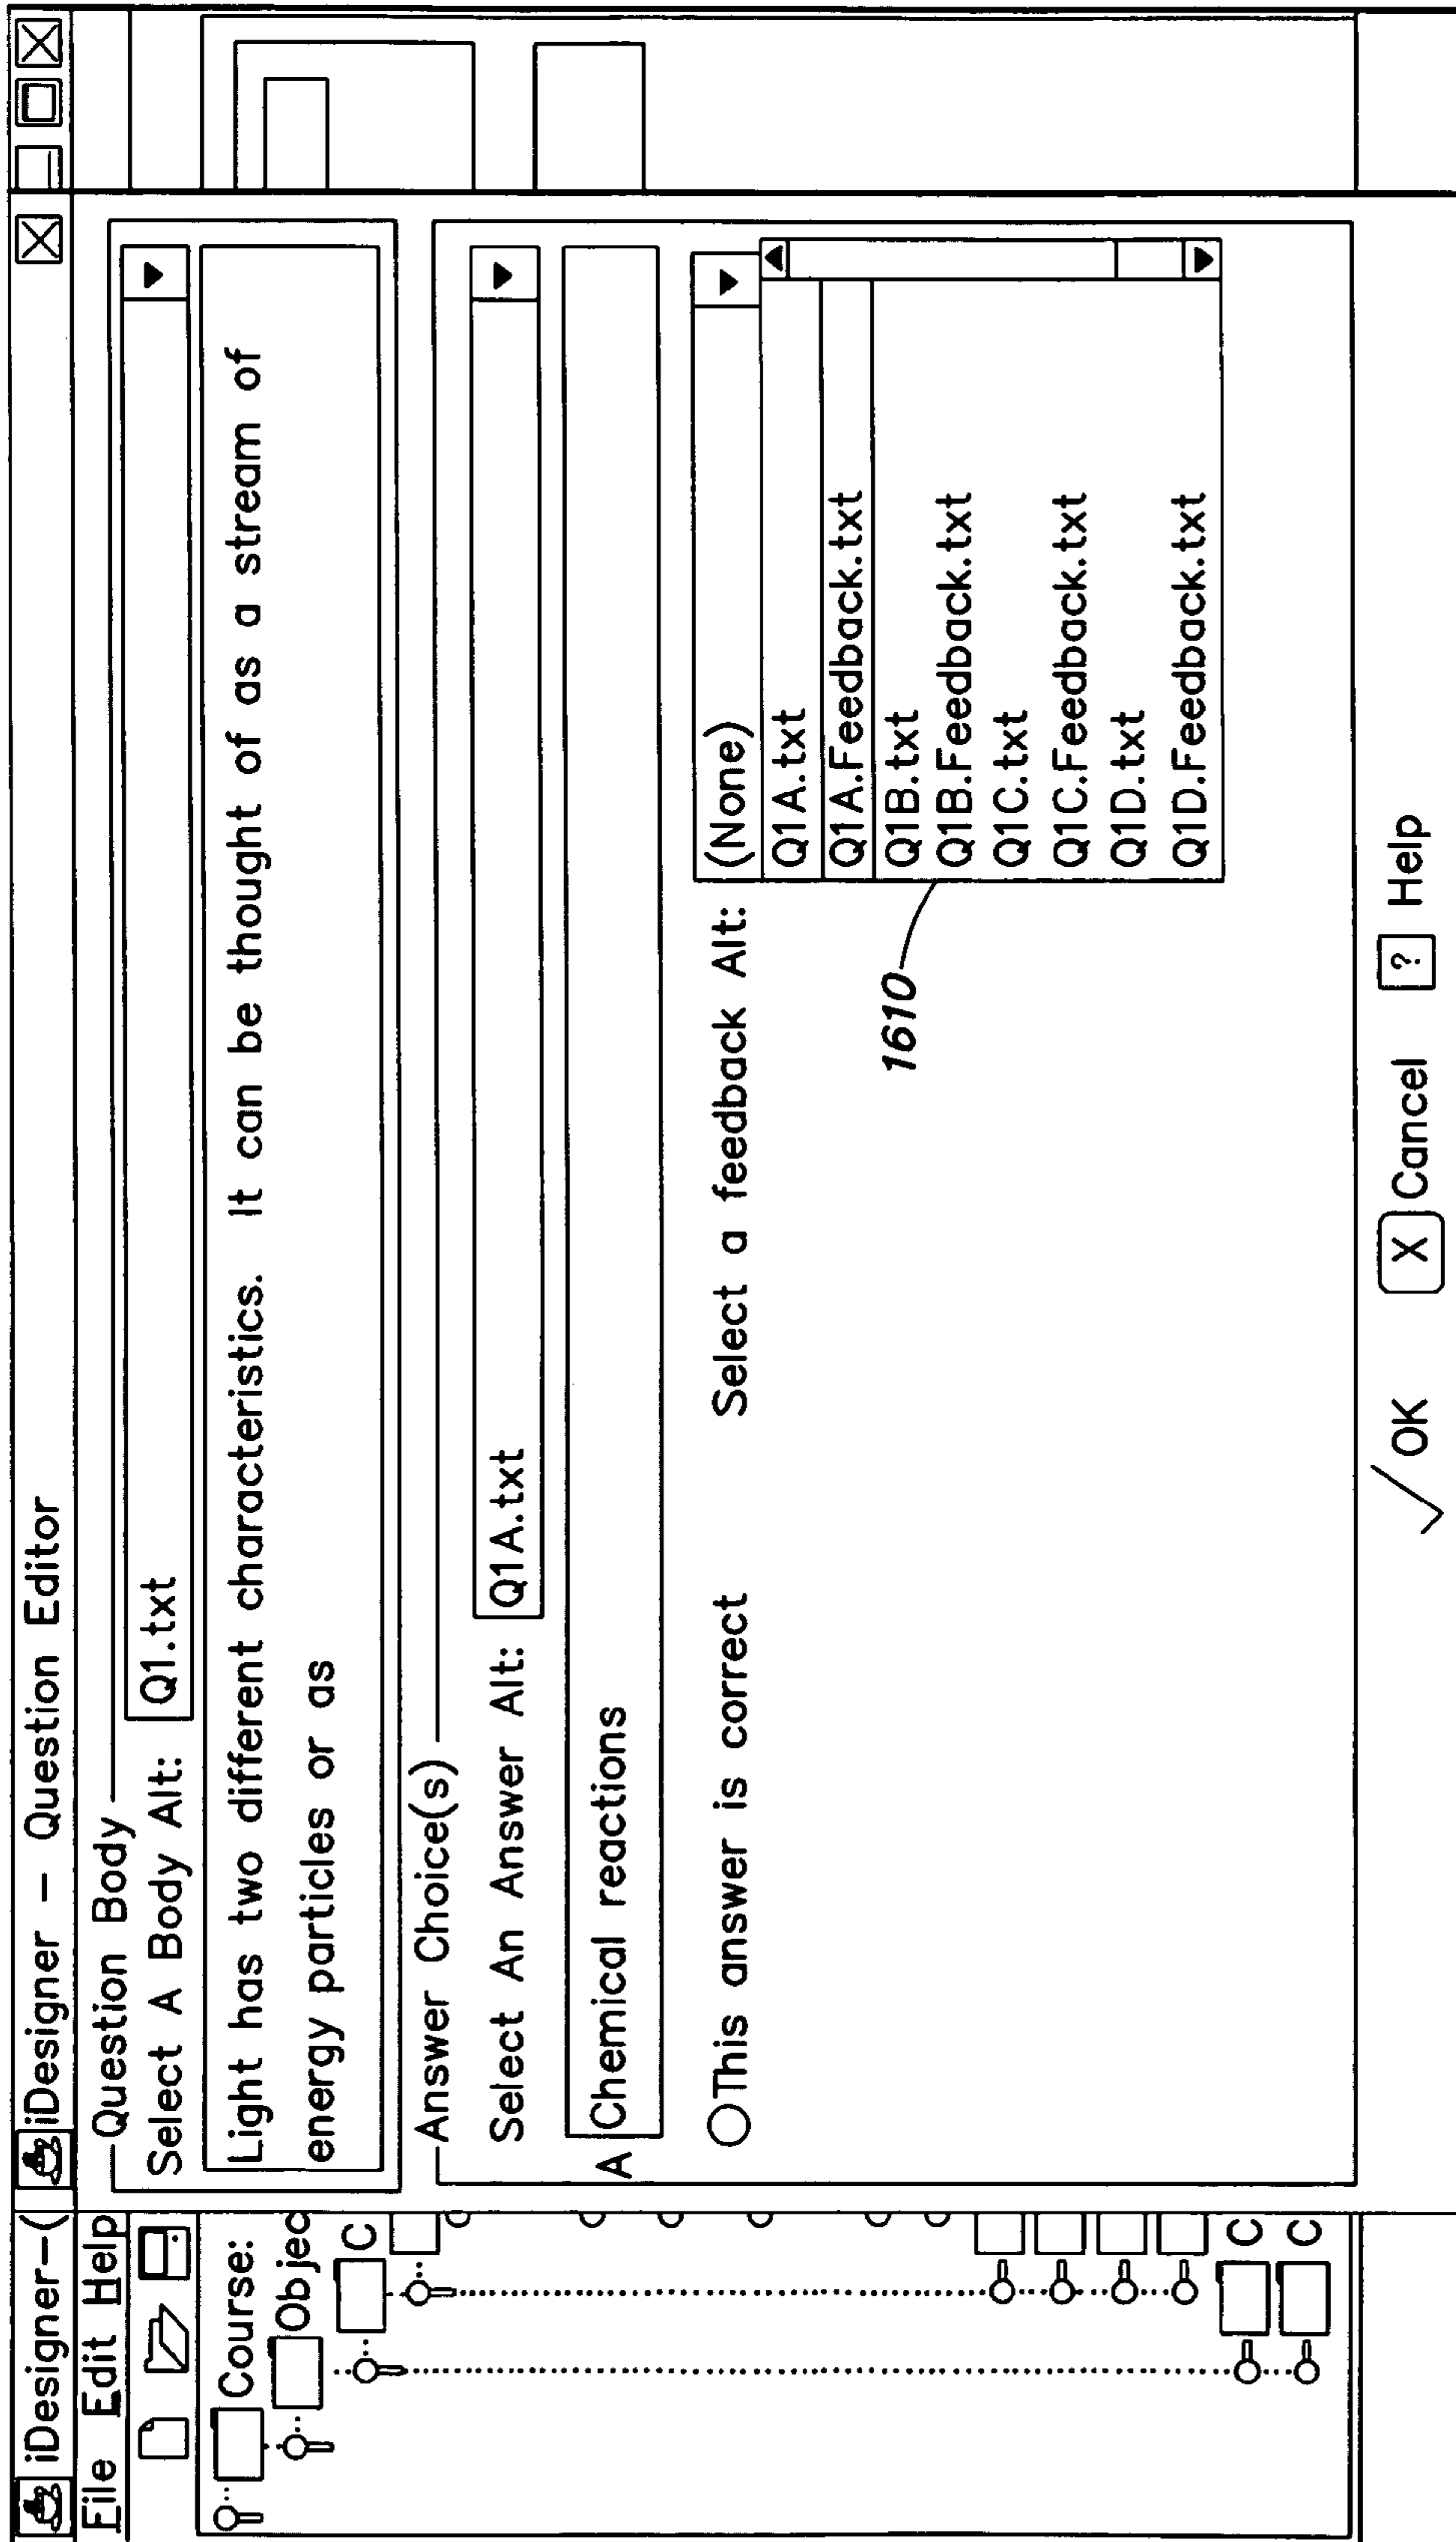 iDesigner-(
File Edit Help
Course:
Objec
C
C
C
iDesigner – Question Editor
Question Body
Select A Body Alt: Q1.txt
Light has two different characteristics. It can be thought of as a stream of
energy particles or as
Answer Choice(s)
Select An Answer Alt: Q1A.txt
A Chemical reactions
This answer is correct Select a feedback Alt: (None)
Q1A.txt
Q1A.Feedback.txt
Q1B.txt
Q1B.Feedback.txt
Q1C.txt
Q1C.Feedback.txt
Q1D.txt
Q1D.Feedback.txt
1610
OK X Cancel ? Help